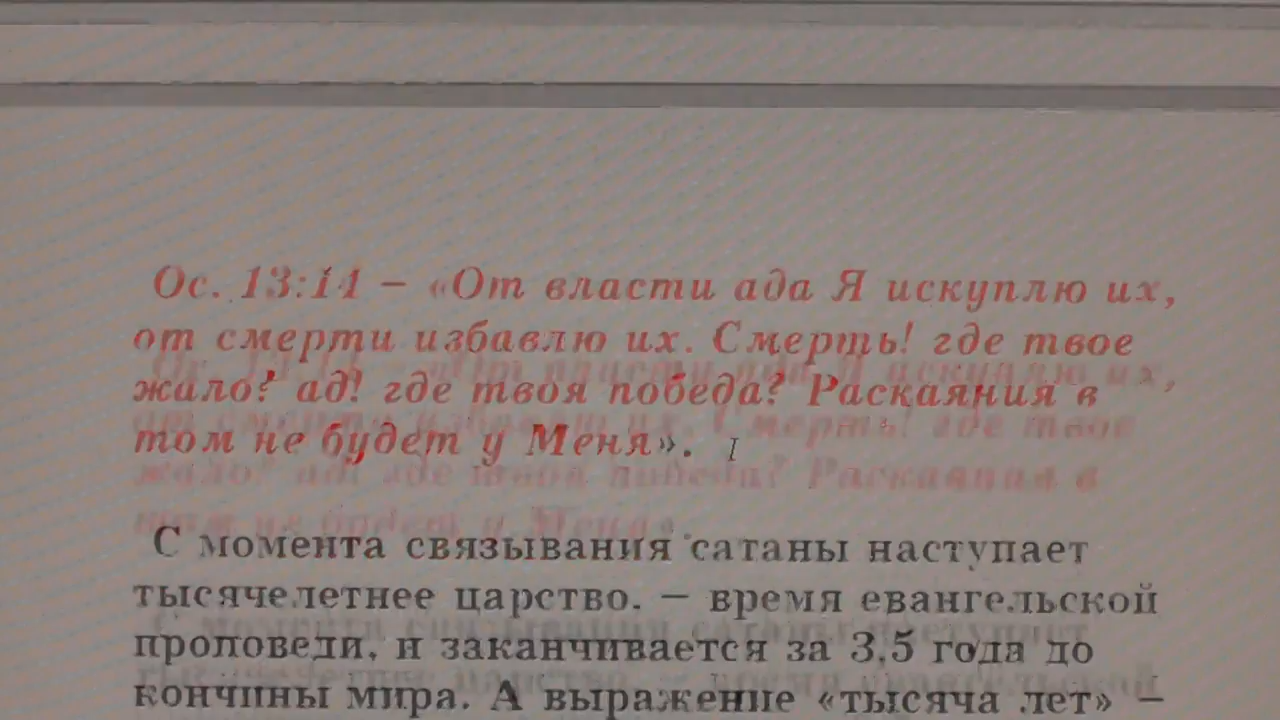 Ос. 13:14 – «От власти ада Я искуплю их,
от смерти избавлю их. Смерть! где твое
жало? ад! где твоя победа? Раскаяния в
том не будет у Меня».
С момента связывания сатаны наступает
тысячелетнее царство. – время евангельской
проповеди, и заканчивается за 3,5 года до
кончины мира. А выражение «тысяча лет» –